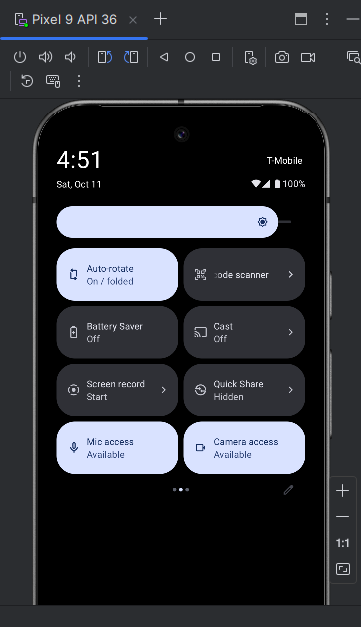 Pixel 9 API 36
4:51
T-Mobile
Sat, Oct 11
100%
Auto-rotate
On / folded
code scanner
Battery Saver
Off
Cast
Off
Screen record
Start
Quick Share
Hidden
Mic access
Available
Camera access
Available
1:1